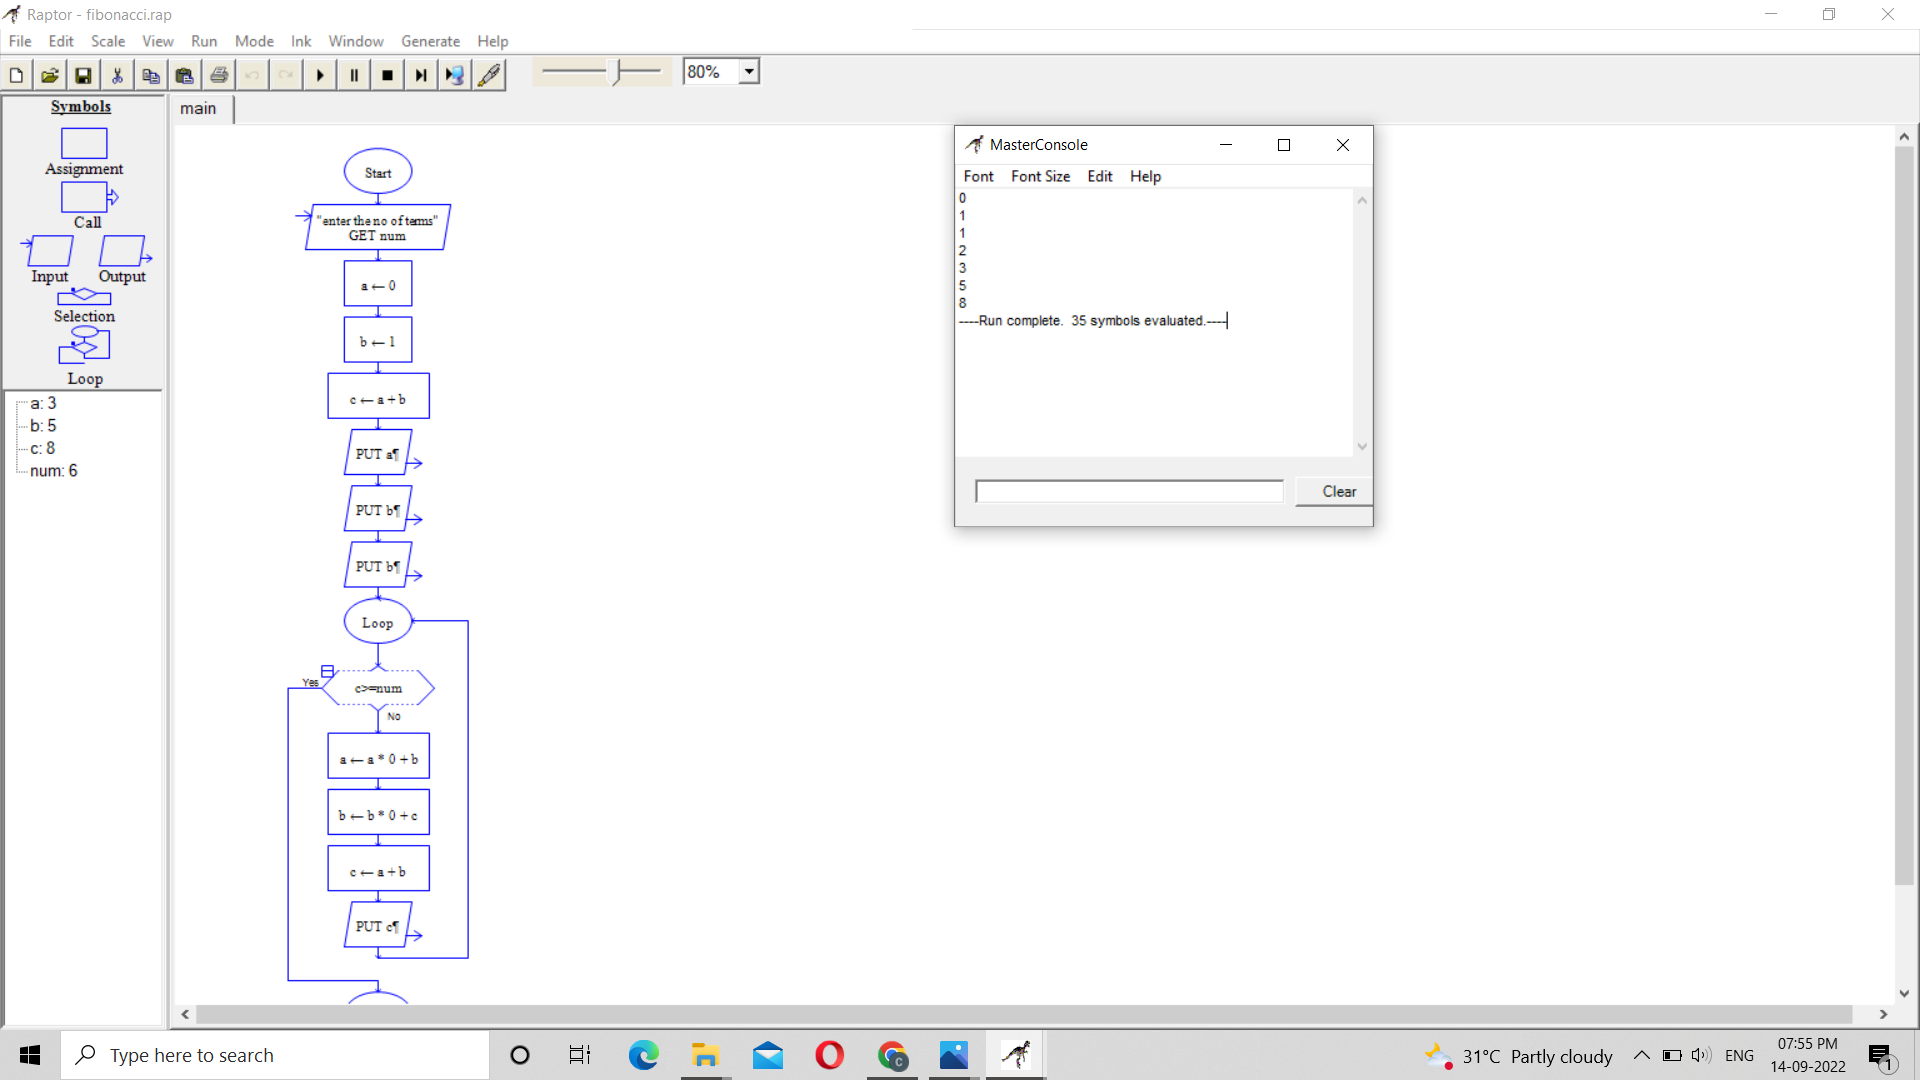 Raptor - fibonacci.rap
File Edit Scale View Run Mode Ink Window Generate Help
80%
Symbols
Assignment
Call
Input Output
Selection
Loop
a: 3
b: 5
c: 8
num: 6
main
Start
"enter the no of terms"
GET num
a ← 0
b ← 1
c ← a + b
PUT a¶
PUT b¶
PUT b¶
Loop
Yes
c>=num
No
a ← a * 0 + b
b ← b * 0 + c
c ← a + b
PUT c¶
MasterConsole
Font Font Size Edit Help
0
1
1
2
3
5
8
----Run complete.  35 symbols evaluated.----
Clear
Type here to search
31°C Partly cloudy
ENG
07:55 PM
14-09-2022
1
C